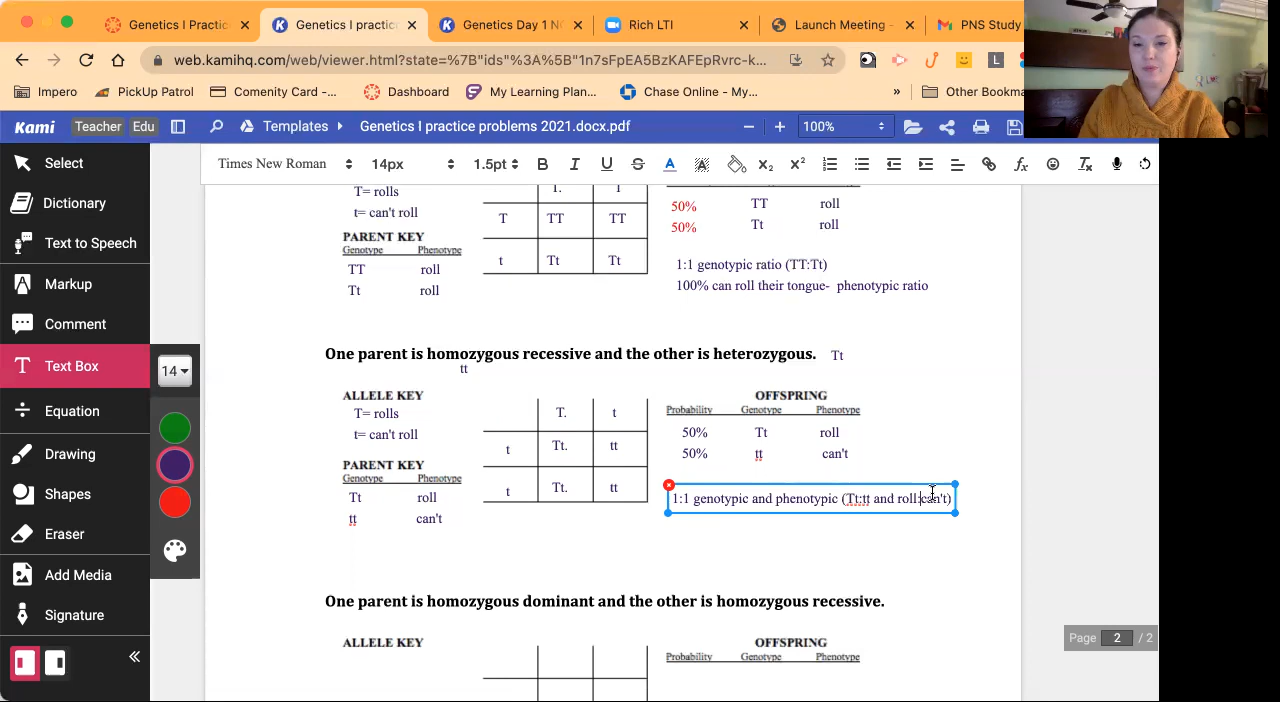 Genetics I Practic
Genetics I practic
Genetics Day 1 NO
Rich LTI
Launch Meeting -
PNS Study
web.kamihq.com/web/viewer.html?state=%7B"ids"%3A%5B"1n7sFpEA5BzKAFEpRvrc-k...
Impero
PickUp Patrol
Comenity Card -...
Dashboard
My Learning Plan...
Chase Online - My...
»
Other Bookma
Kami
Teacher
Edu
Templates
Genetics I practice problems 2021.docx.pdf
100%
Select
Dictionary
Text to Speech
Markup
Comment
Text Box
Equation
Drawing
Shapes
Eraser
Add Media
Signature
14
Times New Roman
14px
1.5pt
B I U S A
T= rolls
t= can't roll
PARENT KEY
Genotype Phenotype
TT roll
Tt roll
T TT TT
t Tt Tt
50% TT roll
50% Tt roll
1:1 genotypic ratio (TT:Tt)
100% can roll their tongue- phenotypic ratio
One parent is homozygous recessive and the other is heterozygous. Tt
tt
ALLELE KEY
T= rolls
t= can't roll
PARENT KEY
Genotype Phenotype
Tt roll
tt can't
T. t
t Tt. tt
t Tt. tt
OFFSPRING
Probability Genotype Phenotype
50% Tt roll
50% tt can't
1:1 genotypic and phenotypic (Tt:tt and roll:can't)
One parent is homozygous dominant and the other is homozygous recessive.
ALLELE KEY
OFFSPRING
Probability Genotype Phenotype
Page 2 / 2